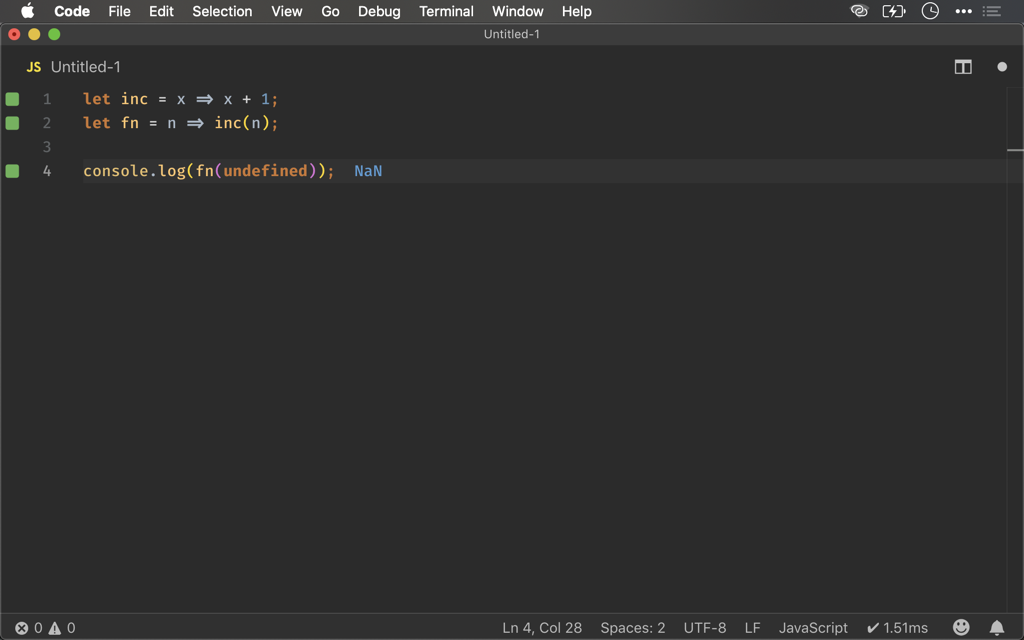 Code File Edit Selection View Go Debug Terminal Window Help
Untitled-1
JS Untitled-1
1 let inc = x => x + 1;
2 let fn = n => inc(n);
3
4 console.log(fn(undefined)); NaN
0 0 Ln 4, Col 28 Spaces: 2 UTF-8 LF JavaScript ✔ 1.51ms